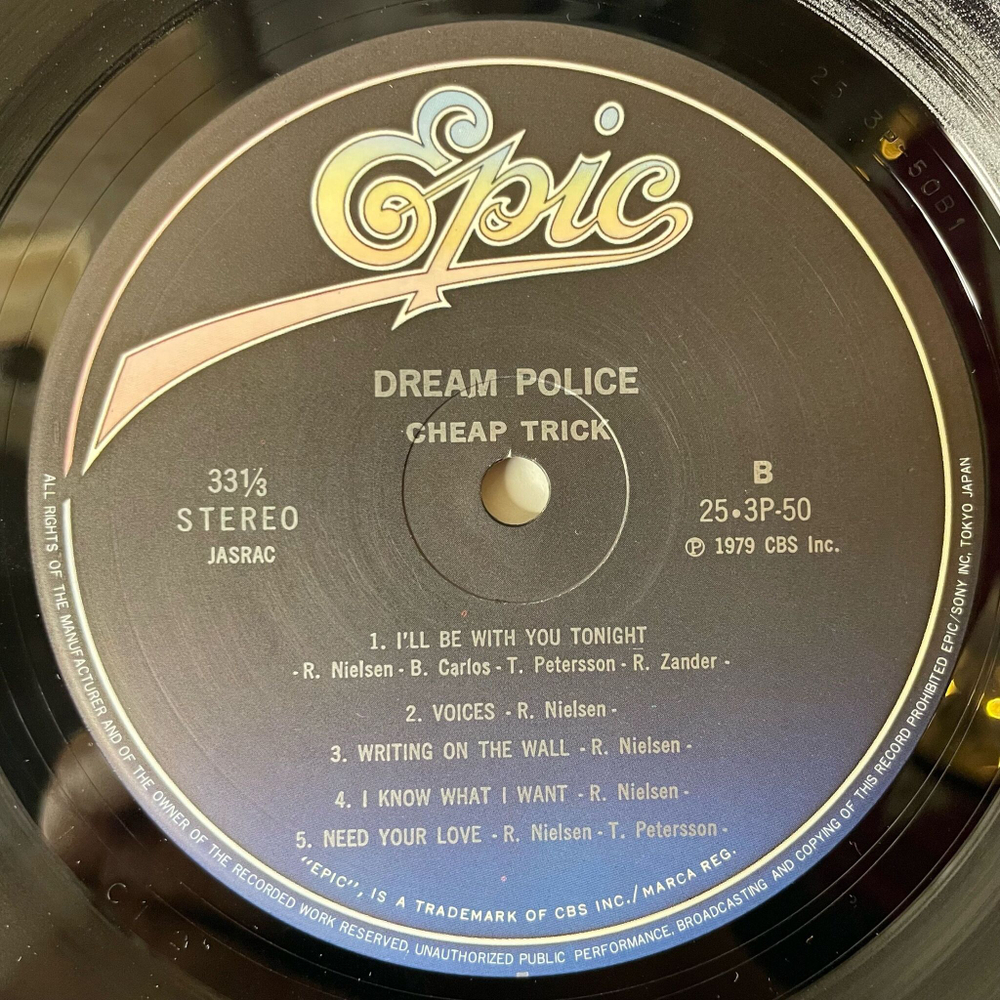 25 3P-50B1
Epic
DREAM POLICE
CHEAP TRICK
33⅓
STEREO
JASRAC
B
25•3P-50
Ⓟ 1979 CBS Inc.
1. I'LL BE WITH YOU TONIGHT
-R. Nielsen - B. Carlos - T. Petersson - R. Zander -
2. VOICES - R. Nielsen -
3. WRITING ON THE WALL - R. Nielsen -
4. I KNOW WHAT I WANT - R. Nielsen -
5. NEED YOUR LOVE - R. Nielsen - T. Petersson -
"EPIC", IS A TRADEMARK OF CBS INC./MARCA REG.
ALL RIGHTS OF THE MANUFACTURER AND OF THE OWNER OF THE RECORDED WORK RESERVED, UNAUTHORIZED PUBLIC PERFORMANCE, BROADCASTING AND COPYING OF THIS RECORD PROHIBITED EPIC/SONY INC, TOKYO JAPAN